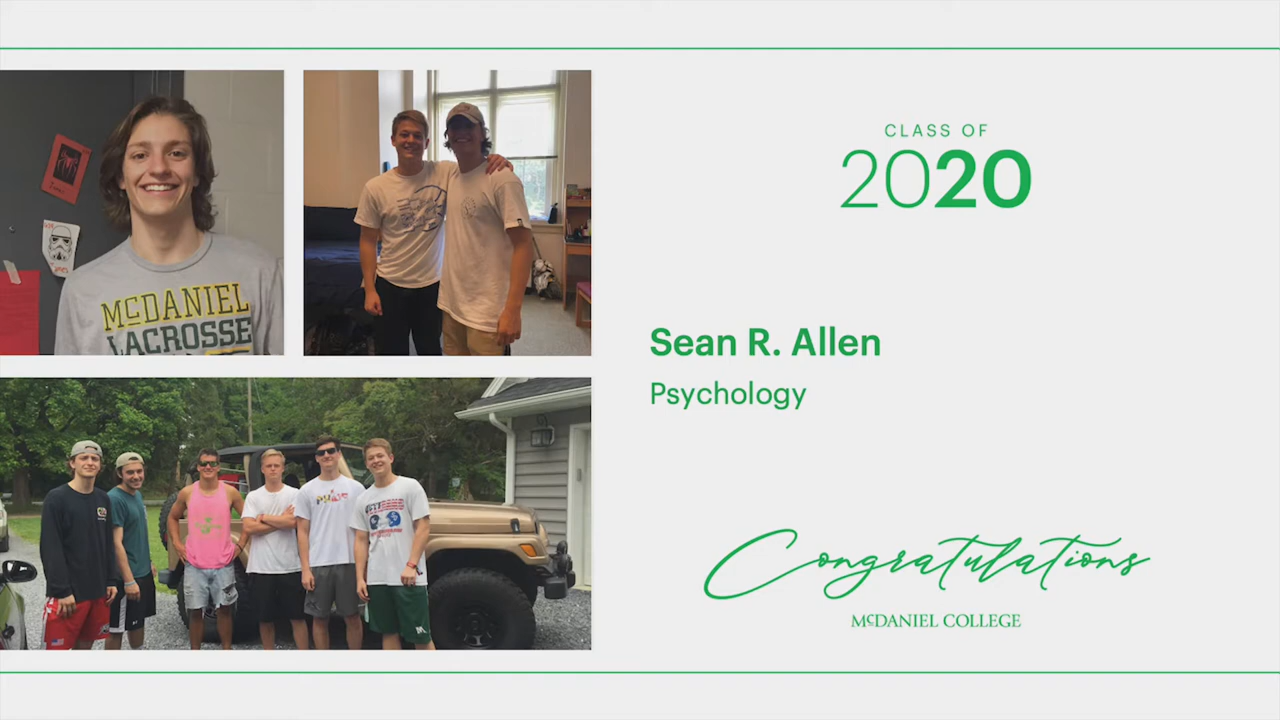 CLASS OF
2020
Sean R. Allen
Psychology
Congratulations
McDANIEL COLLEGE
McDANIEL
LACROSSE